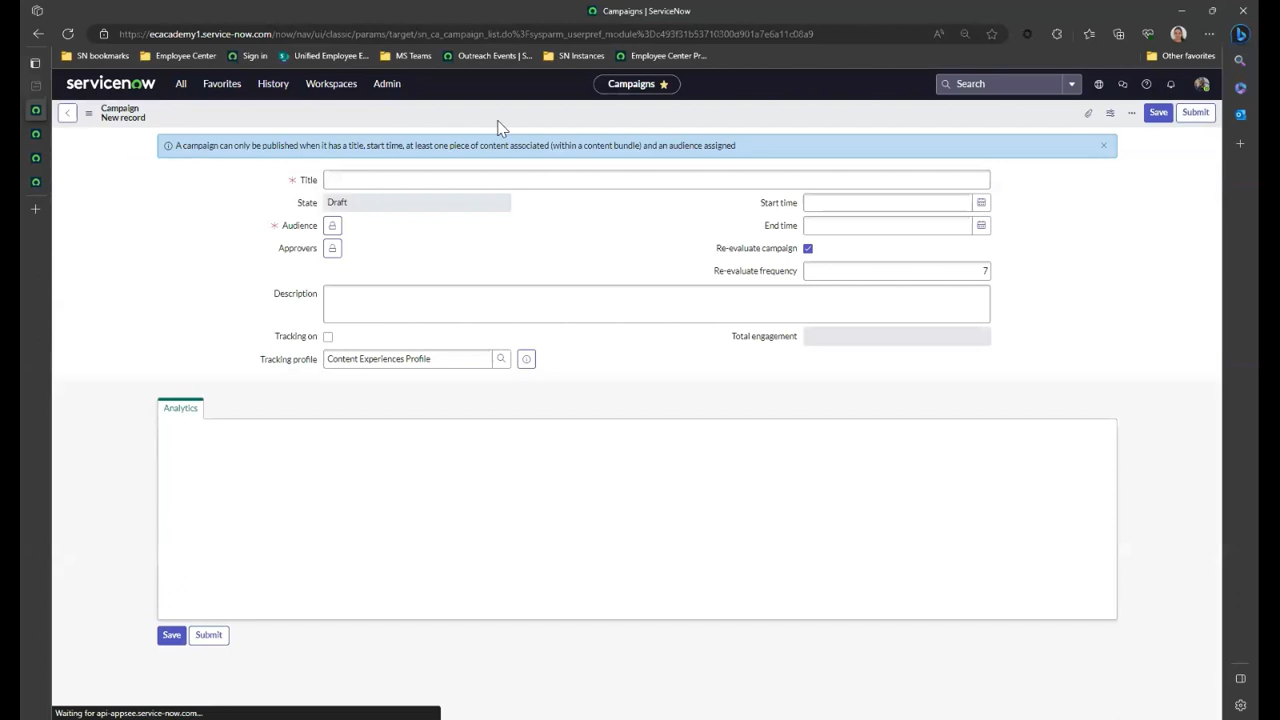 Campaigns | ServiceNow
https://ecacademy1.service-now.com/now/nav/ui/classic/params/target/sn_ca_campaign_list.do%3Fsysparm_userpref_module%3Dc493f31b53710300d901a7e6a11c08a9
SN bookmarks
Employee Center
Sign in
Unified Employee E...
MS Teams
Outreach Events | S...
SN Instances
Employee Center Pr...
Other favorites
servicenow
All
Favorites
History
Workspaces
Admin
Campaigns
Search
Campaign
New record
Save
Submit
A campaign can only be published when it has a title, start time, at least one piece of content associated (within a content bundle) and an audience assigned
* Title
State
Draft
Start time
* Audience
End time
Approvers
Re-evaluate campaign
Re-evaluate frequency
7
Description
Tracking on
Total engagement
Tracking profile
Content Experiences Profile
Analytics
Save
Submit
Waiting for api-appsee.service-now.com...